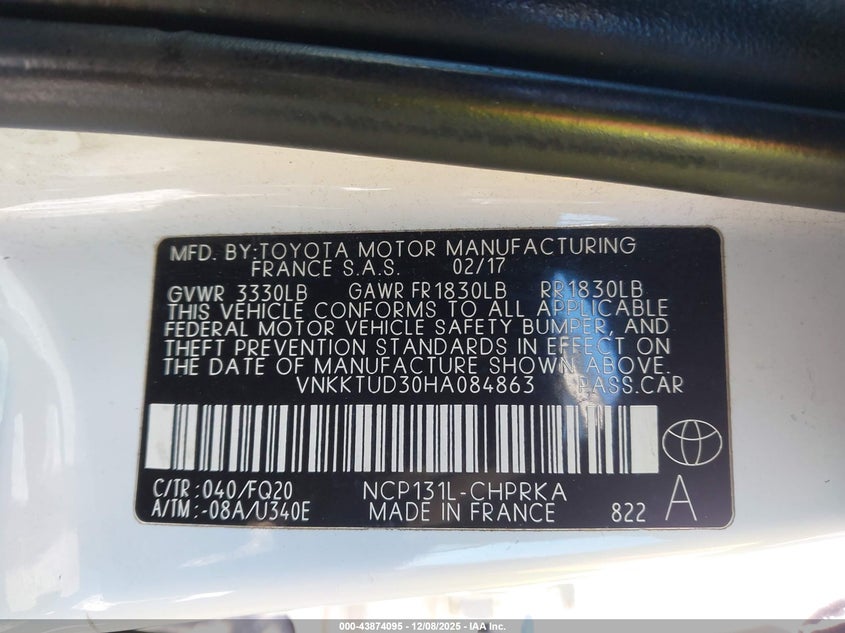 MFD. BY:TOYOTA MOTOR MANUFACTURING
FRANCE S.A.S. 02/17
GVWR 3330LB GAWR FR1830LB RR1830LB
THIS VEHICLE CONFORMS TO ALL APPLICABLE
FEDERAL MOTOR VEHICLE SAFETY BUMPER, AND
THEFT PREVENTION STANDARDS IN EFFECT ON
THE DATE OF MANUFACTURE SHOWN ABOVE.
VNKKTUD30HA084863 PASS.CAR
C/TR:040/FQ20 NCP131L-CHPRKA A
A/TM:-08A/U340E MADE IN FRANCE 822
000-43874095 - 12/08/2025 - IAA Inc.